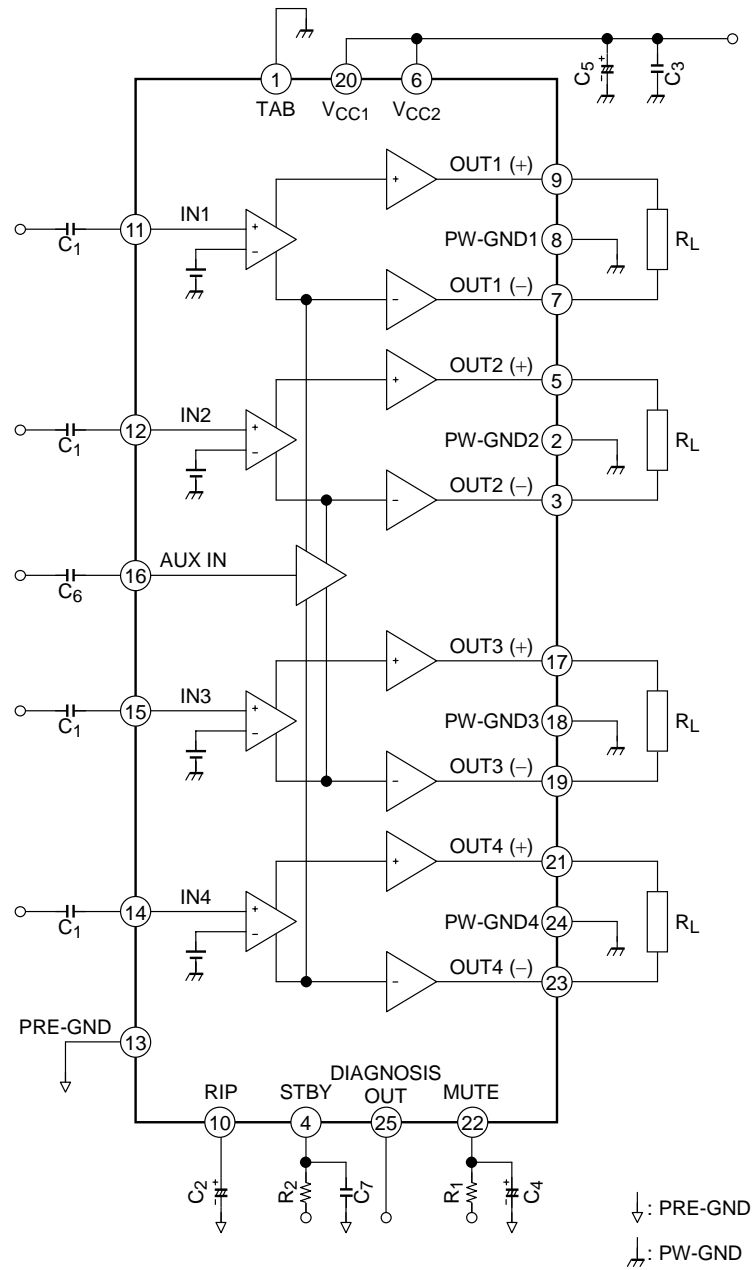 1 20 6
TAB VCC1 VCC2
C5 + − C3
OUT1 (+) 9
IN1 11 C1 + −
PW-GND1 8 RL
OUT1 (−) 7
OUT2 (+) 5
IN2 12 C1 + −
PW-GND2 2 RL
OUT2 (−) 3
AUX IN 16 C6
OUT3 (+) 17
IN3 15 C1 + −
PW-GND3 18 RL
OUT3 (−) 19
OUT4 (+) 21
IN4 14 C1 + −
PW-GND4 24 RL
OUT4 (−) 23
PRE-GND 13
RIP STBY DIAGNOSIS OUT MUTE
10 4 25 22
C2 + − R2 C7 R1 C4 + −
: PRE-GND
: PW-GND